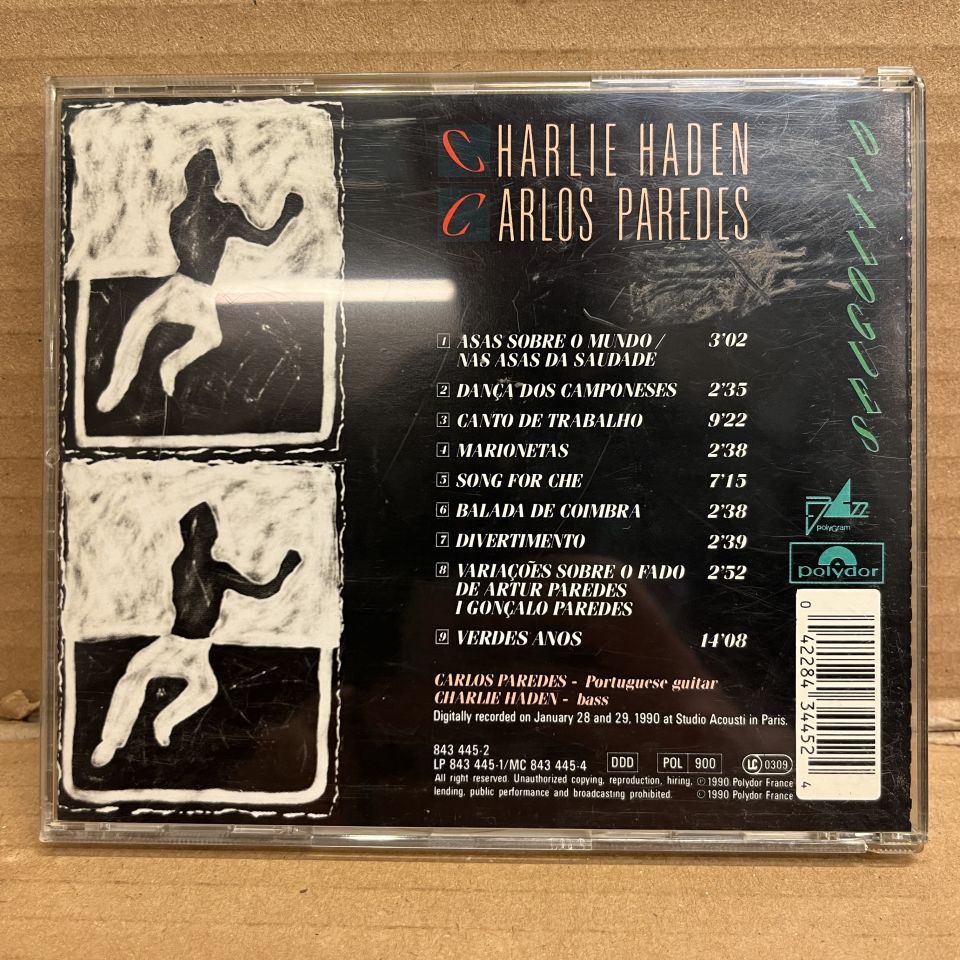 CHARLIE HADEN
CARLOS PAREDES
1 ASAS SOBRE O MUNDO / 3'02
NAS ASAS DA SAUDADE
2 DANÇA DOS CAMPONESES 2'35
3 CANTO DE TRABALHO 9'22
4 MARIONETAS 2'38
5 SONG FOR CHE 7'15
6 BALADA DE COIMBRA 2'38
7 DIVERTIMENTO 2'39
8 VARIAÇÕES SOBRE O FADO 2'52
DE ARTUR PAREDES
I GONÇALO PAREDES
9 VERDES ANOS 14'08
CARLOS PAREDES - Portuguese guitar
CHARLIE HADEN - bass
Digitally recorded on January 28 and 29, 1990 at Studio Acousti in Paris.
843 445-2
LP 843 445-1/MC 843 445-4 DDD POL 900 LC 0309
All right reserved. Unauthorized copying, reproduction, hiring, ℗ 1990 Polydor France
lending, public performance and broadcasting prohibited. © 1990 Polydor France
polyGram
polydor
0 42284 34452 4